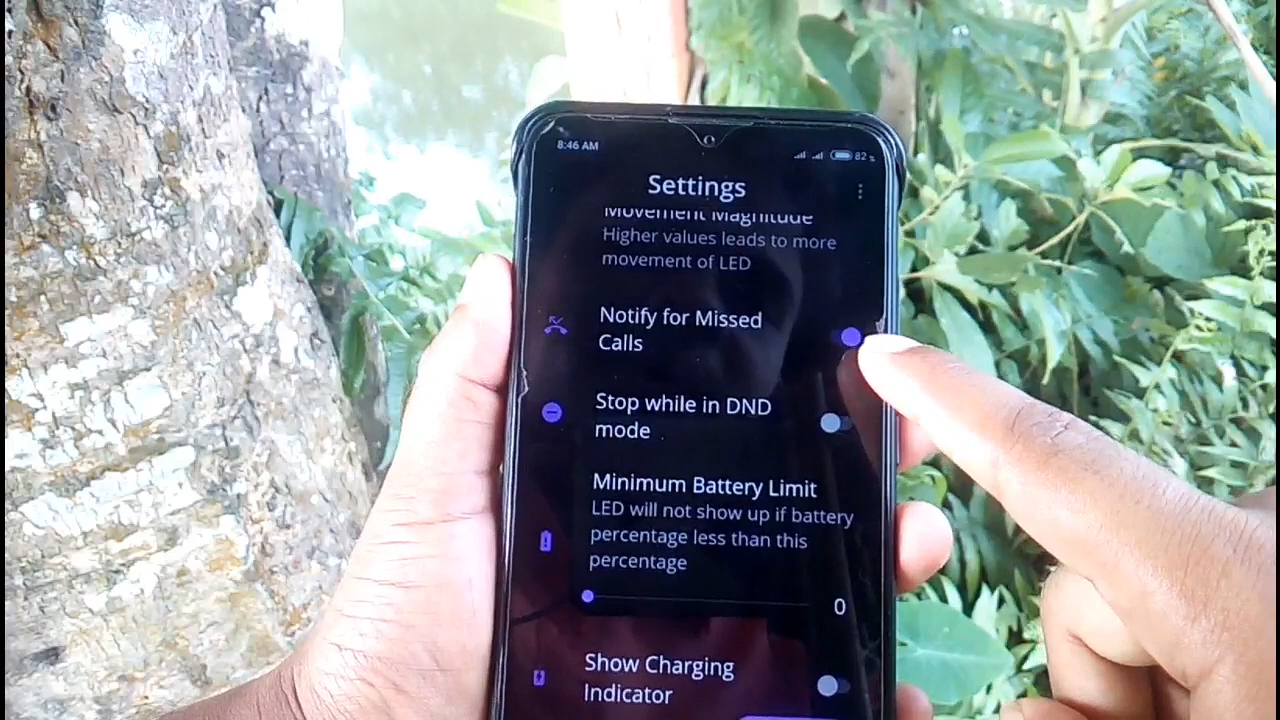 8:46 AM
82%
Settings
Movement Magnitude
Higher values leads to more
movement of LED
Notify for Missed
Calls
Stop while in DND
mode
Minimum Battery Limit
LED will not show up if battery
percentage less than this
percentage
0
Show Charging
Indicator